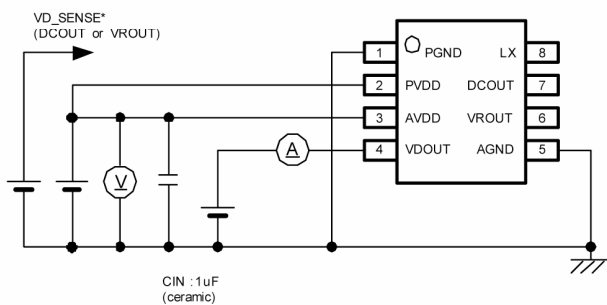 VD_SENSE*
(DCOUT or VROUT)
1 PGND LX 8
2 PVDD DCOUT 7
3 AVDD VROUT 6
4 VDOUT AGND 5
A
V
CIN : 1uF
(ceramic)